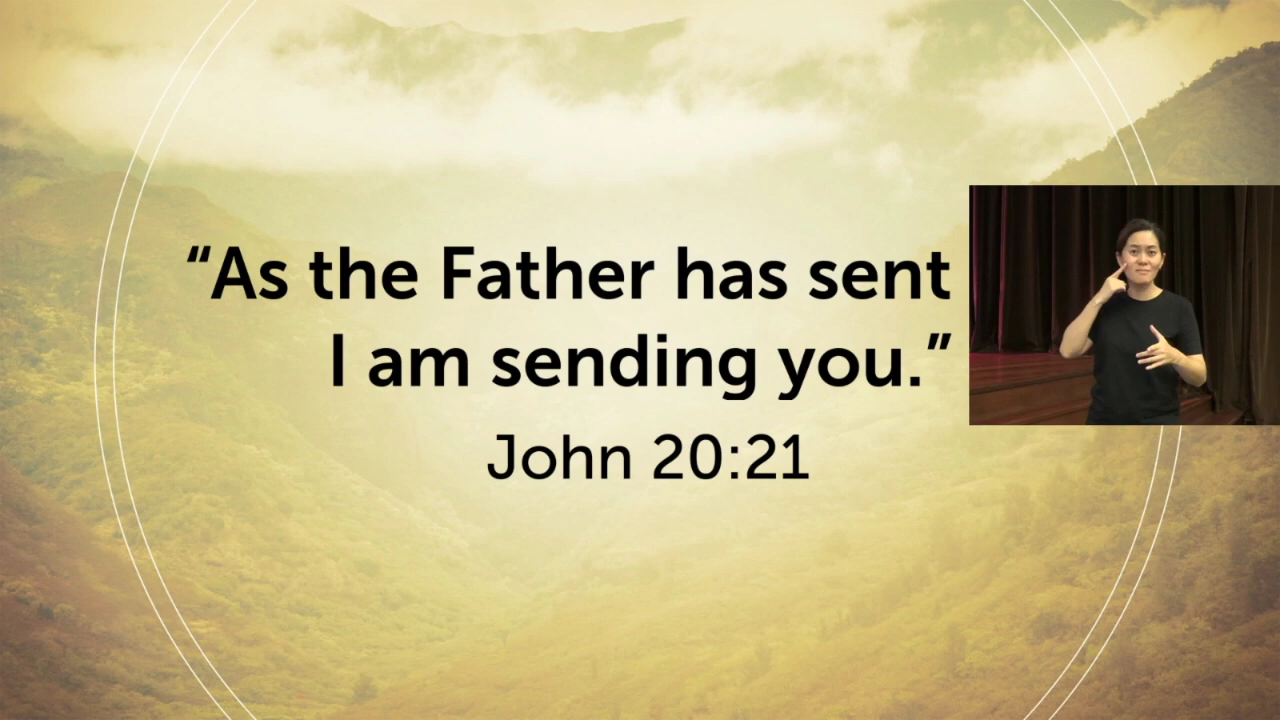 “As the Father has sent
I am sending you.”
John 20:21